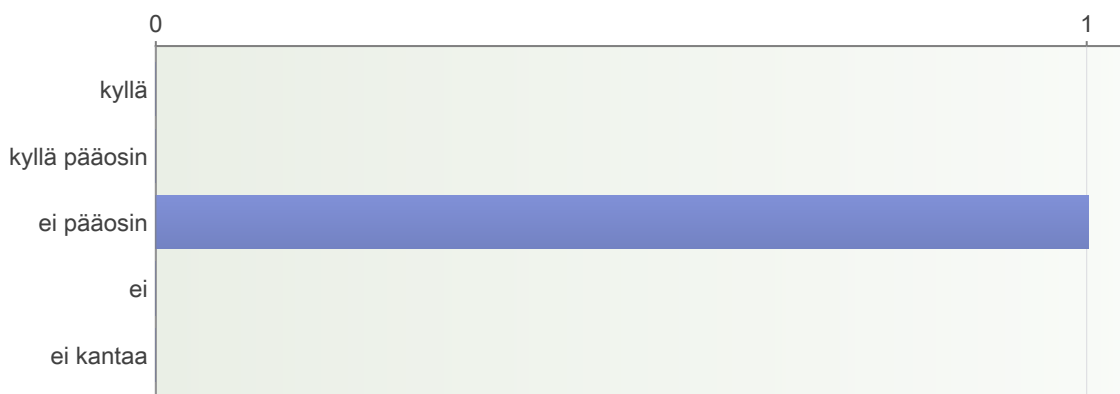 0 1
kyllä
kyllä pääosin
ei pääosin
ei
ei kantaa